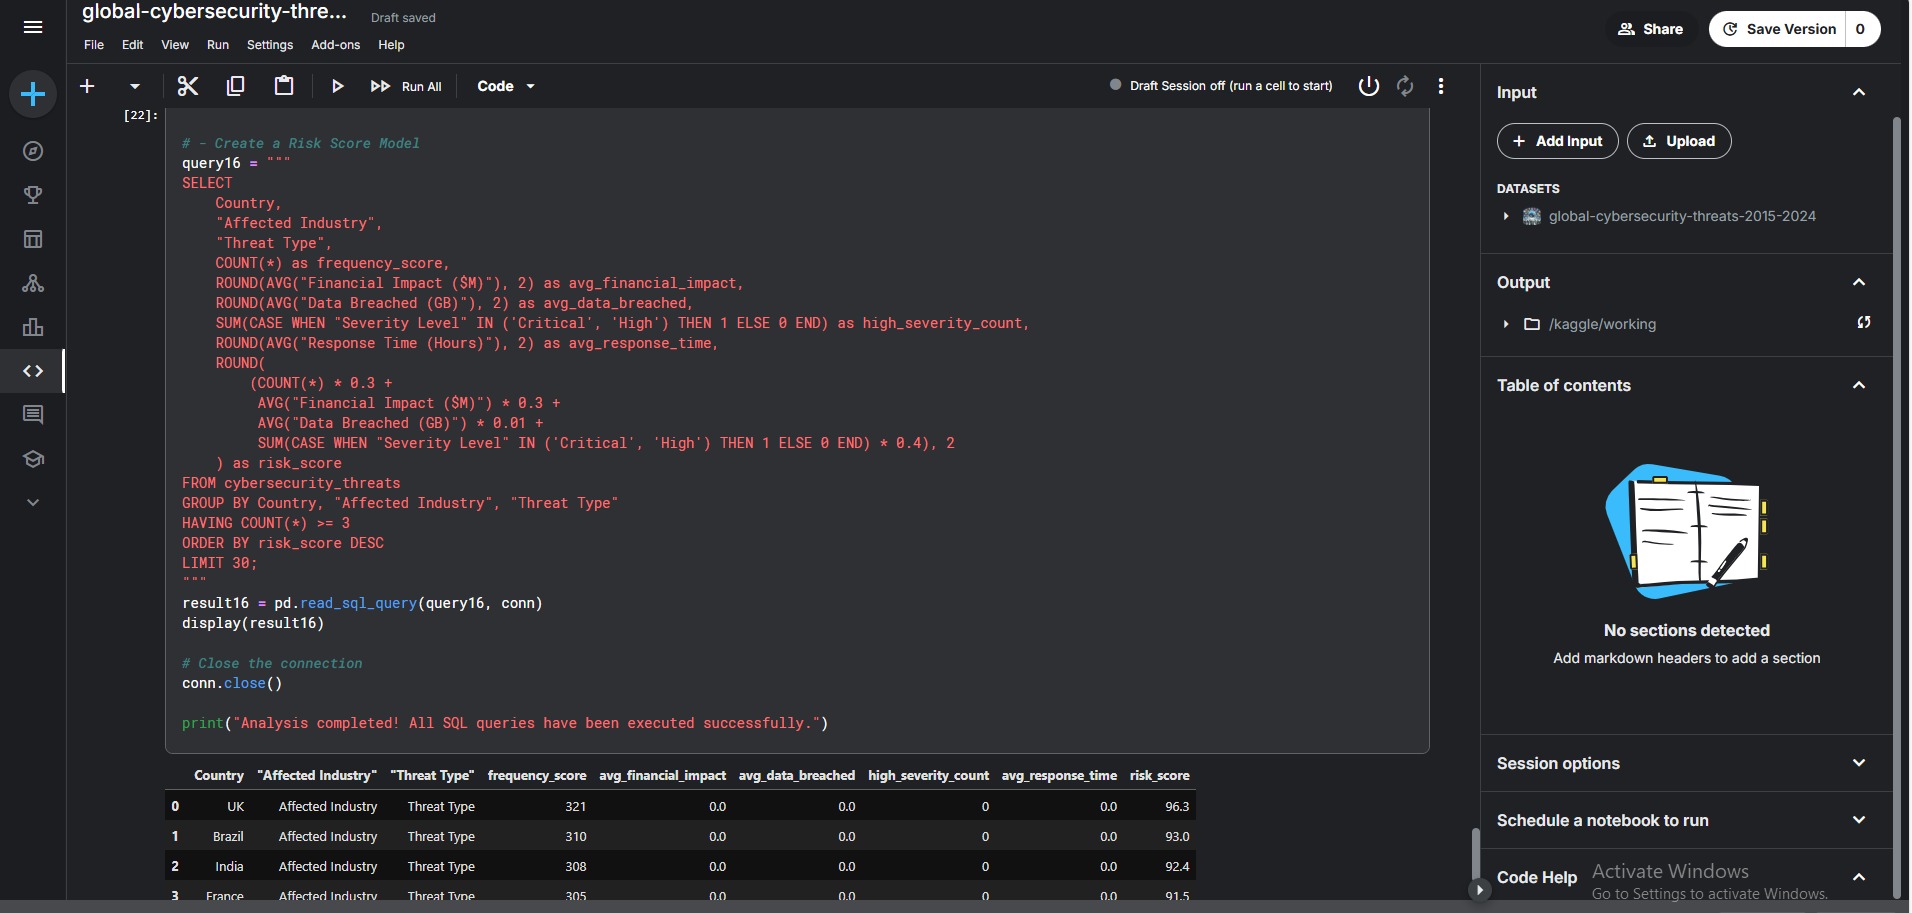 global-cybersecurity-thre...
Draft saved
File Edit View Run Settings Add-ons Help
Share
Save Version 0
Run All
Code
Draft Session off (run a cell to start)
[22]:
# - Create a Risk Score Model
query16 = """
SELECT
    Country,
    "Affected Industry",
    "Threat Type",
    COUNT(*) as frequency_score,
    ROUND(AVG("Financial Impact ($M)"), 2) as avg_financial_impact,
    ROUND(AVG("Data Breached (GB)"), 2) as avg_data_breached,
    SUM(CASE WHEN "Severity Level" IN ('Critical', 'High') THEN 1 ELSE 0 END) as high_severity_count,
    ROUND(AVG("Response Time (Hours)"), 2) as avg_response_time,
    ROUND(
        (COUNT(*) * 0.3 +
         AVG("Financial Impact ($M)") * 0.3 +
         AVG("Data Breached (GB)") * 0.01 +
         SUM(CASE WHEN "Severity Level" IN ('Critical', 'High') THEN 1 ELSE 0 END) * 0.4), 2
    ) as risk_score
FROM cybersecurity_threats
GROUP BY Country, "Affected Industry", "Threat Type"
HAVING COUNT(*) >= 3
ORDER BY risk_score DESC
LIMIT 30;
"""
result16 = pd.read_sql_query(query16, conn)
display(result16)
# Close the connection
conn.close()
print("Analysis completed! All SQL queries have been executed successfully.")
Country "Affected Industry" "Threat Type" frequency_score avg_financial_impact avg_data_breached high_severity_count avg_response_time risk_score
0 UK Affected Industry Threat Type 321 0.0 0.0 0 0.0 96.3
1 Brazil Affected Industry Threat Type 310 0.0 0.0 0 0.0 93.0
2 India Affected Industry Threat Type 308 0.0 0.0 0 0.0 92.4
3 France Affected Industry Threat Type 305 0.0 0.0 0 0.0 91.5
Input
Add Input
Upload
DATASETS
global-cybersecurity-threats-2015-2024
Output
/kaggle/working
Table of contents
No sections detected
Add markdown headers to add a section
Session options
Schedule a notebook to run
Code Help
Activate Windows
Go to Settings to activate Windows.